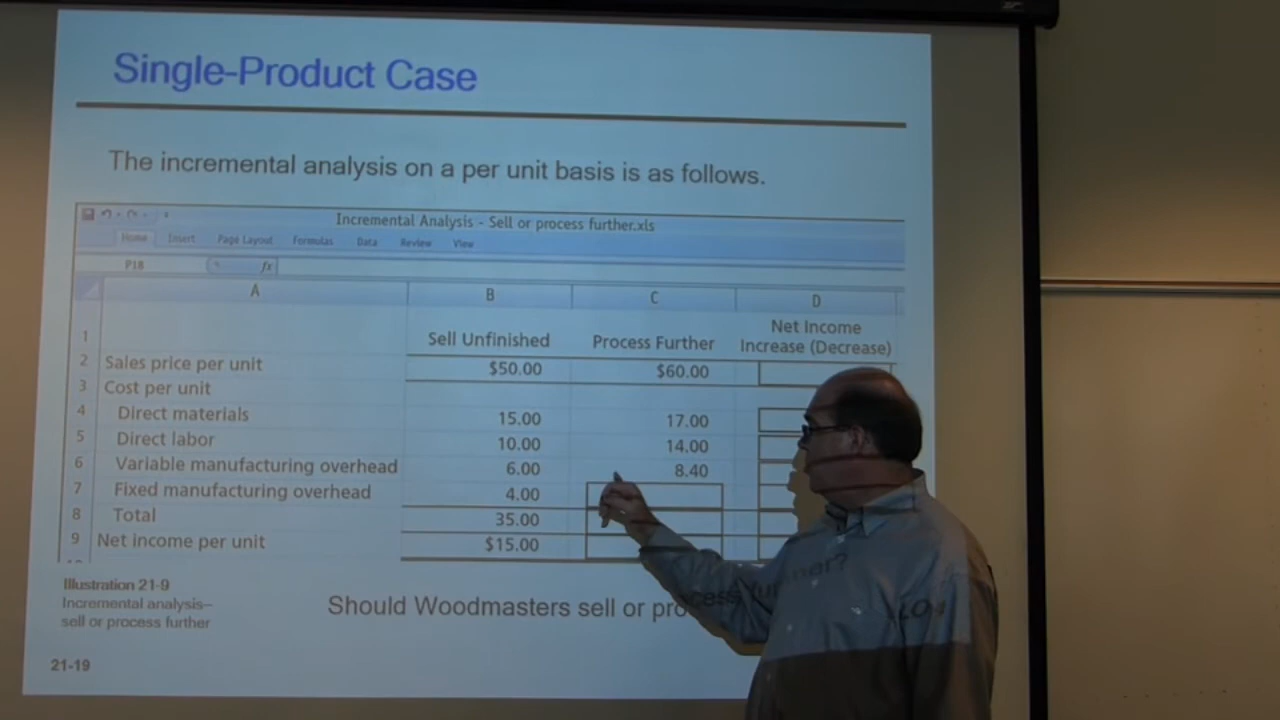 Single-Product Case
The incremental analysis on a per unit basis is as follows.
Incremental Analysis - Sell or process further.xls
Home Insert Page Layout Formulas Data Review View
P18 fx
A B C D
1 Sell Unfinished Process Further Net Income Increase (Decrease)
2 Sales price per unit $50.00 $60.00
3 Cost per unit
4 Direct materials 15.00 17.00
5 Direct labor 10.00 14.00
6 Variable manufacturing overhead 6.00 8.40
7 Fixed manufacturing overhead 4.00
8 Total 35.00
9 Net income per unit $15.00
Illustration 21-9
Incremental analysis—
sell or process further
Should Woodmasters sell or process further?
LO 4
21-19